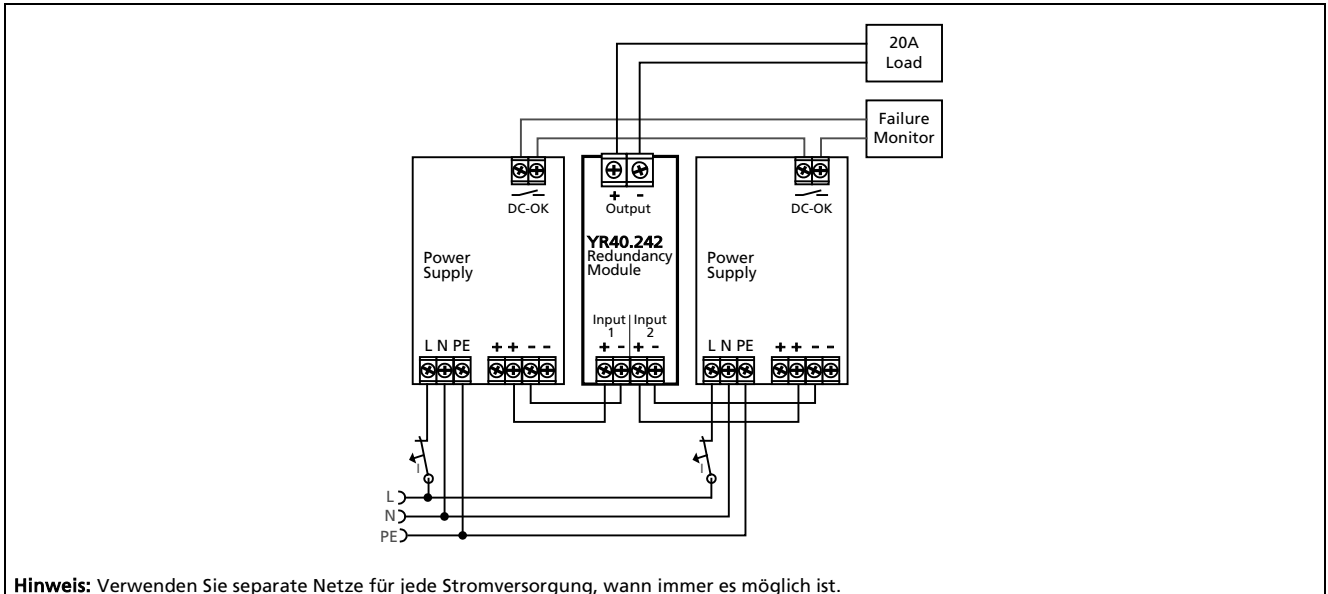 20A
Load
Failure
Monitor
+ -
Output
DC-OK
DC-OK
YR40.242
Redundancy
Module
Power
Supply
Power
Supply
Input Input
1 2
L N PE + + - -
+ - + -
L N PE + + - -
I
I
L
N
PE
Hinweis: Verwenden Sie separate Netze für jede Stromversorgung, wann immer es möglich ist.